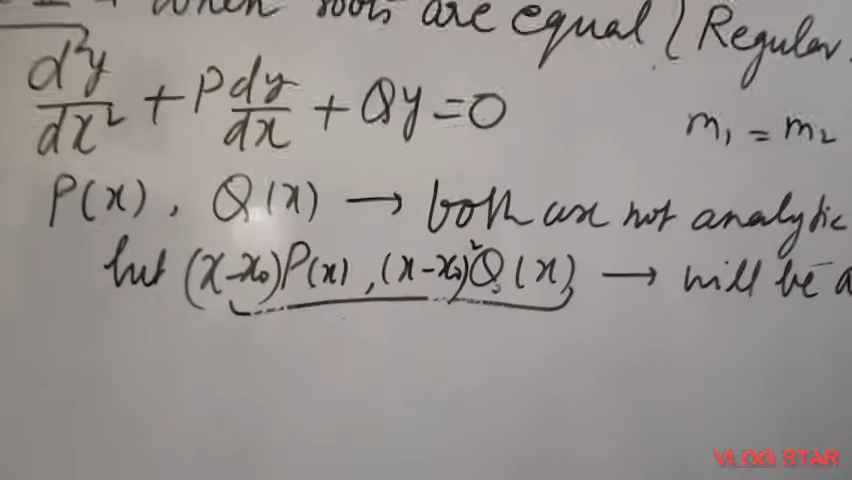 When roots are equal (Regular
d²y/dx² + P dy/dx + Qy = 0
m₁ = m₂
P(x), Q(x) → both are not analytic
but (x-x₀)P(x), (x-x₀)²Q(x) → will be a
VLOG STAR